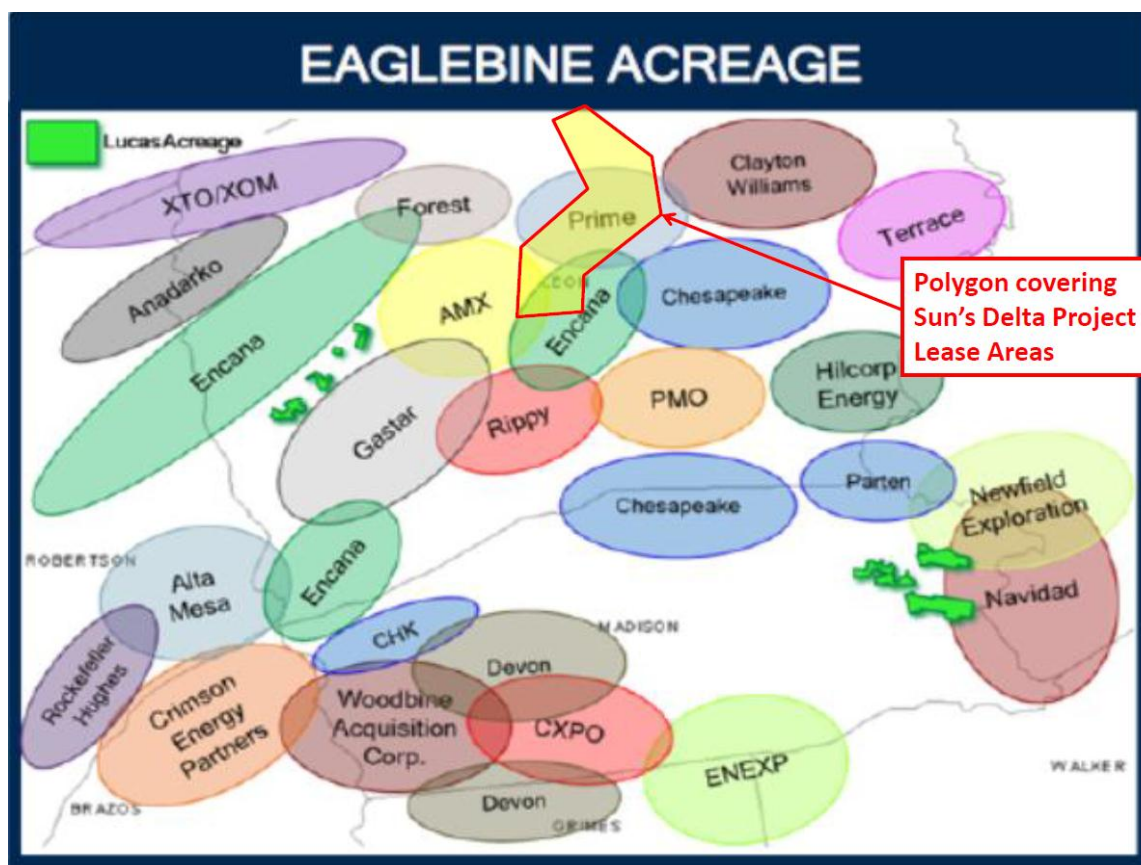 EAGLEBINE ACREAGE
Lucas Acreage
XTO/XOM
Forest
Prime
Clayton
Williams
Terrace
Anadarko
Encana
AMX
LEON
Encana
Chesapeake
Polygon covering
Sun's Delta Project
Lease Areas
Gastar
Rippy
PMO
Hilcorp
Energy
Chesapeake
Parten
Newfield
Exploration
ROBERTSON
Alta
Mesa
Encana
Navidad
Rockefeller
Hughes
CHK
MADISON
Devon
Crimson
Energy
Partners
Woodbine
Acquisition
Corp.
CXPO
ENEXP
WALKER
BRAZOS
Devon
GRIMES